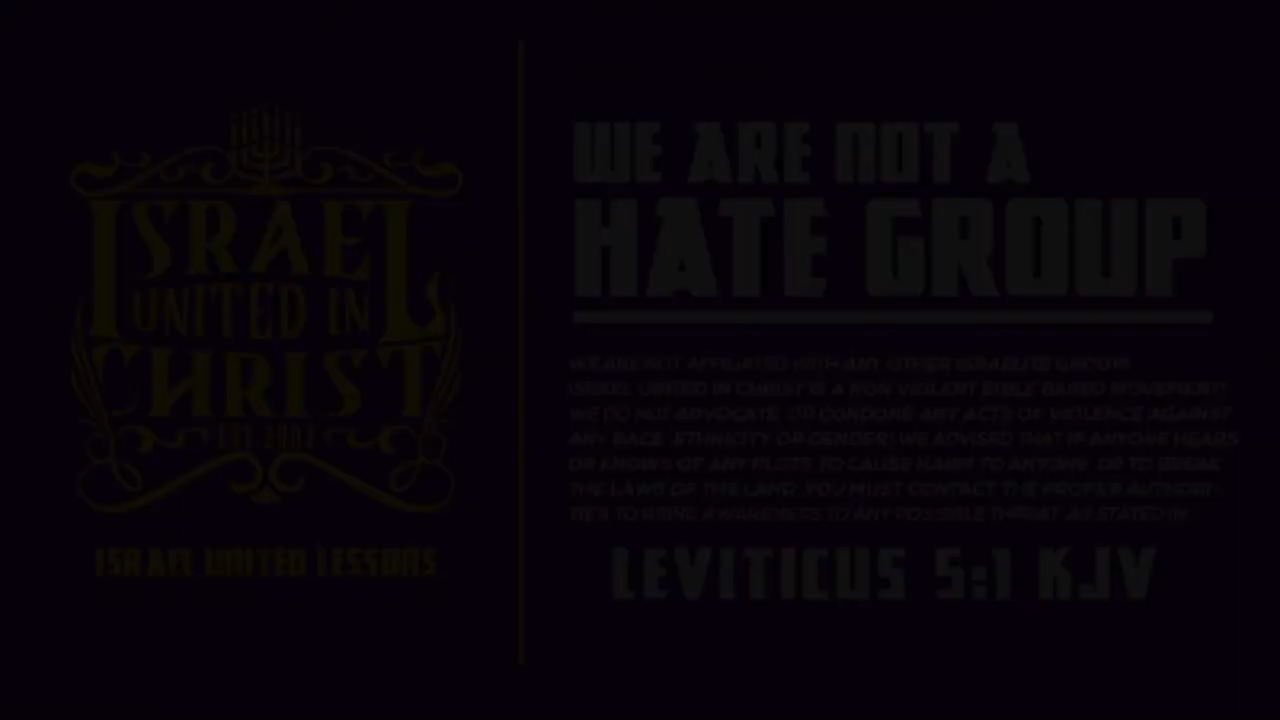 ISRAEL
UNITED IN
CHRIST
EST. 2003
ISRAEL UNITED LESSONS
WE ARE NOT A
HATE GROUP
WE ARE NOT AFFILIATED WITH ANY OTHER ISRAELITE GROUP.
ISRAEL UNITED IN CHRIST IS A NON VIOLENT BIBLE BASED MOVEMENT.
WE DO NOT ADVOCATE OR CONDONE ANY ACTS OF VIOLENCE AGAINST
ANY RACE, ETHNICITY OR GENDER! WE ADVISED THAT IF ANYONE HEARS
OR KNOWS OF ANY PLOTS TO CAUSE HARM TO ANYONE OR TO BREAK
THE LAWS OF THE LAND. YOU MUST CONTACT THE PROPER AUTHORI-
TIES TO BRING AWARENESS TO ANY POSSIBLE THREAT AS STATED IN
LEVITICUS 5:1 KJV